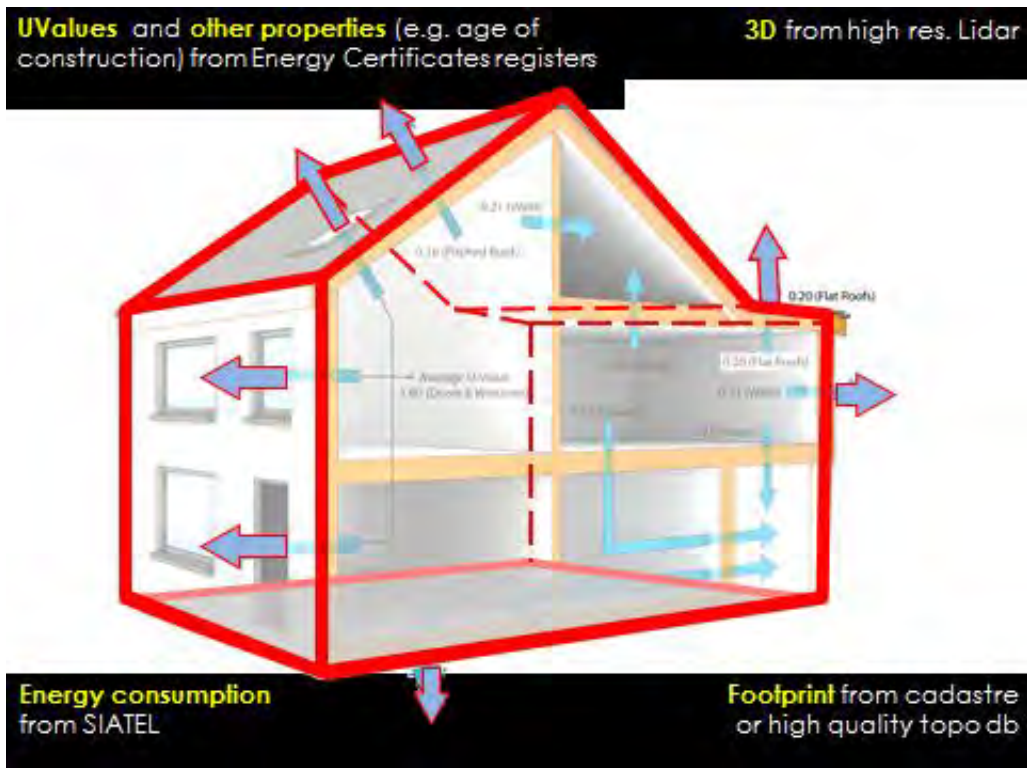 UValues and other properties (e.g. age of
construction) from Energy Certificates registers
3D from high res. Lidar
0.21 (Walls)
0.16 (Pitched Roofs)
0.20 (Flat Roofs)
0.20 (Flat Roofs)
Average U-Value
1.60 (Doors & Windows)
0.21 (Walls)
Energy consumption
from SIATEL
Footprint from cadastre
or high quality topo db